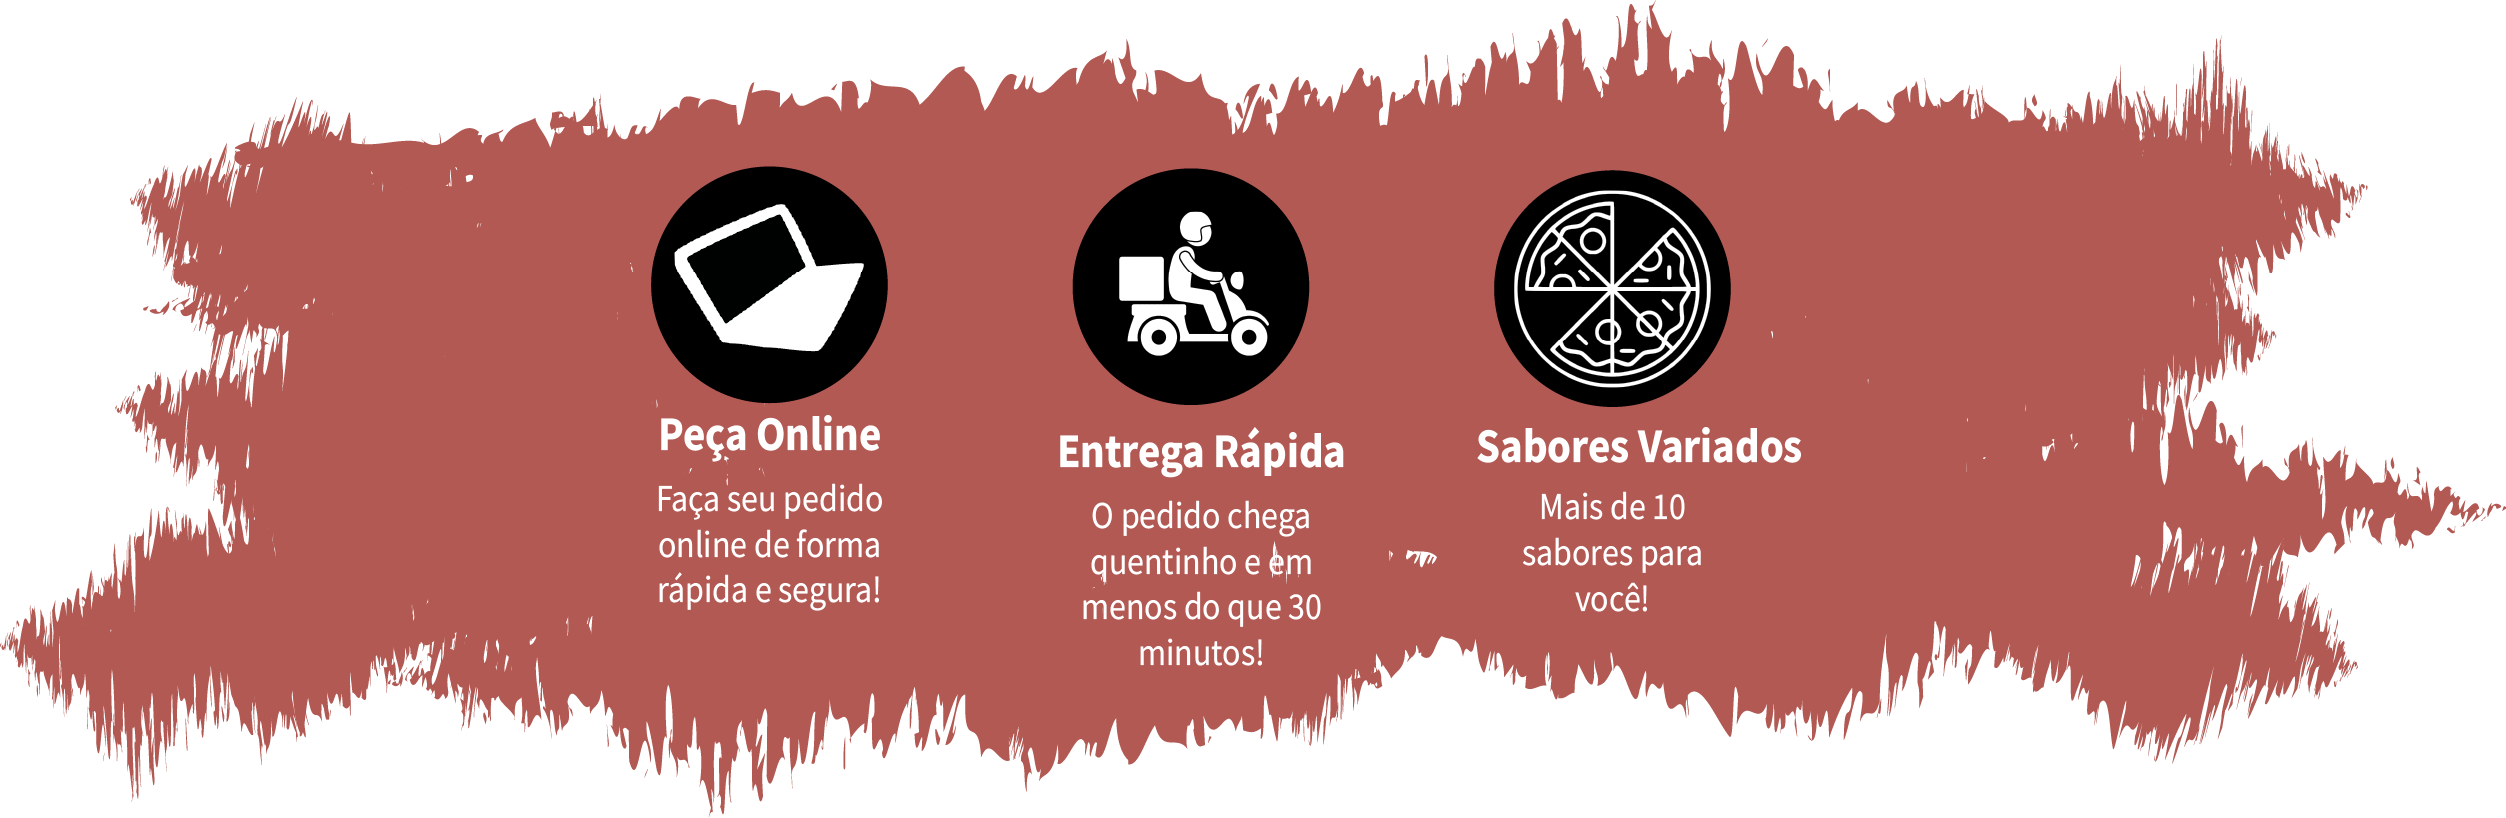 Peça Online
Faça seu pedido
online de forma
rápida e segura!
Entrega Rápida
O pedido chega
quentinho e em
menos do que 30
minutos!
Sabores Variados
Mais de 10
sabores para
você!